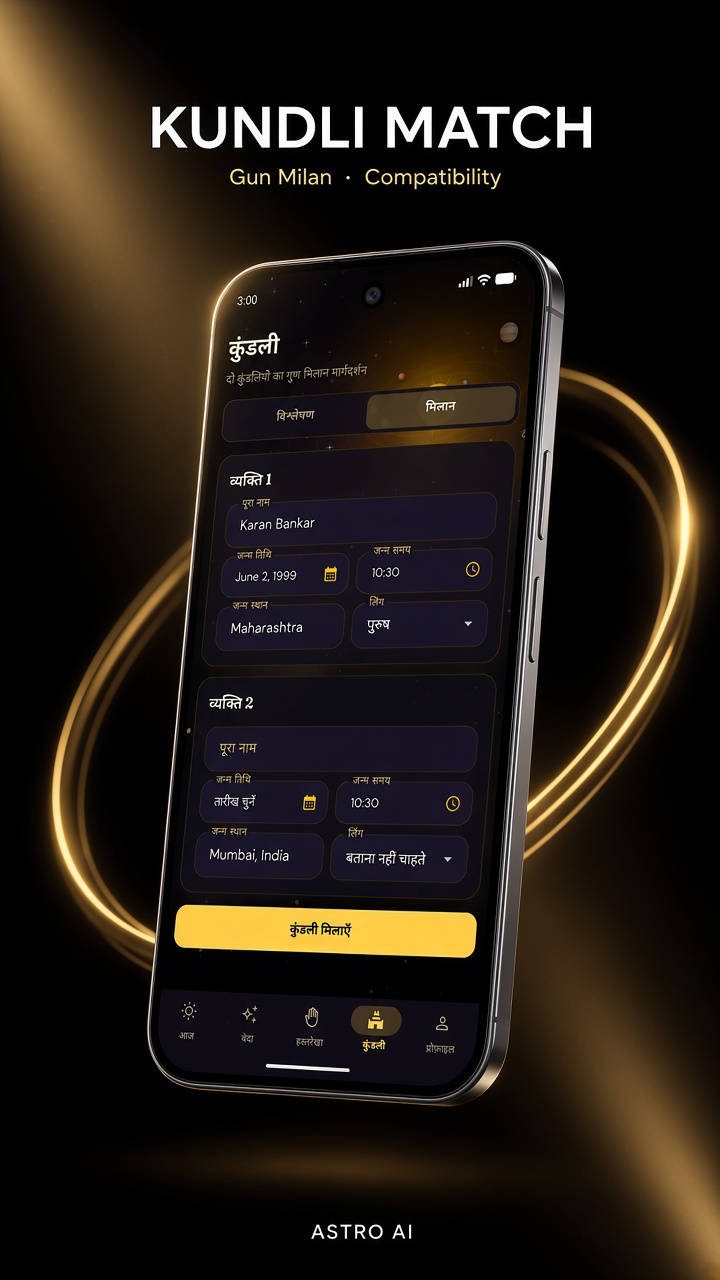 KUNDLI MATCH
Gun Milan · Compatibility
3:00
कुंडली
दो कुंडलियों का गुण मिलान मार्गदर्शन
विश्लेषण मिलान
व्यक्ति 1
पूरा नाम
Karan Bankar
जन्म तिथि जन्म समय
June 2, 1999 10:30
जन्म स्थान लिंग
Maharashtra पुरुष
व्यक्ति 2
पूरा नाम
जन्म तिथि जन्म समय
तारीख चुनें 10:30
जन्म स्थान लिंग
Mumbai, India बताना नहीं चाहते
कुंडली मिलाएँ
आज वेदा हस्तरेखा कुंडली प्रोफ़ाइल
ASTRO AI